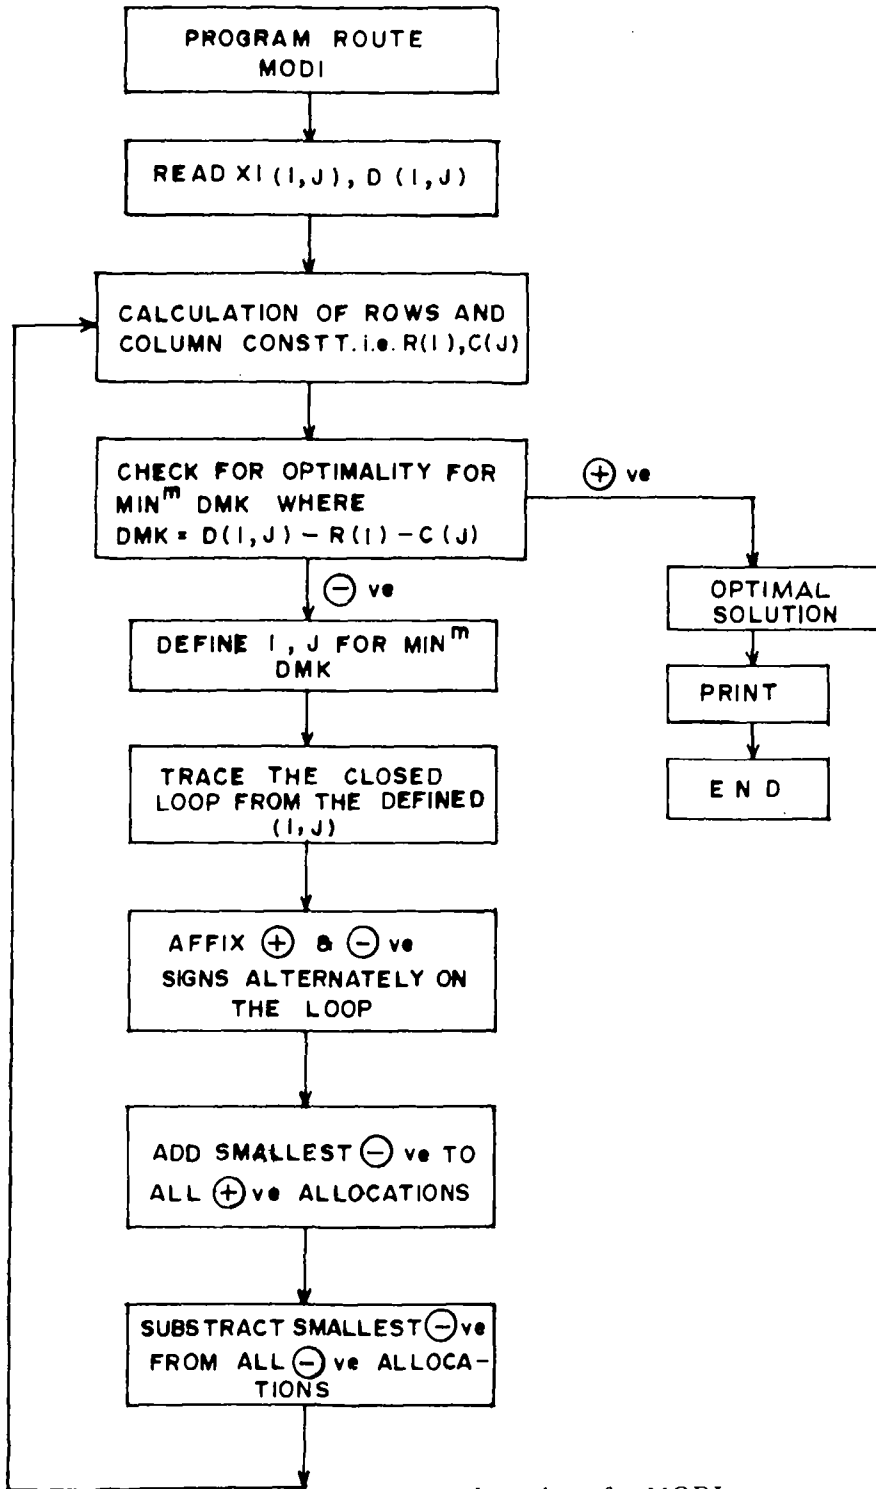 PROGRAM ROUTE
MODI
READ XI (I,J), D (I,J)
CALCULATION OF ROWS AND
COLUMN CONSTT. i.e. R(I),C(J)
CHECK FOR OPTIMALITY FOR
MINᵐ DMK WHERE
DMK = D(I,J) – R(I) – C(J)
⊕ ve
⊖ ve
OPTIMAL
SOLUTION
DEFINE I , J FOR MINᵐ
DMK
PRINT
TRACE THE CLOSED
LOOP FROM THE DEFINED
(I,J)
END
AFFIX ⊕ & ⊖ ve
SIGNS ALTERNATELY ON
THE LOOP
ADD SMALLEST ⊖ ve TO
ALL ⊕ ve ALLOCATIONS
SUBSTRACT SMALLEST ⊖ ve
FROM ALL ⊖ ve ALLOCA-
TIONS